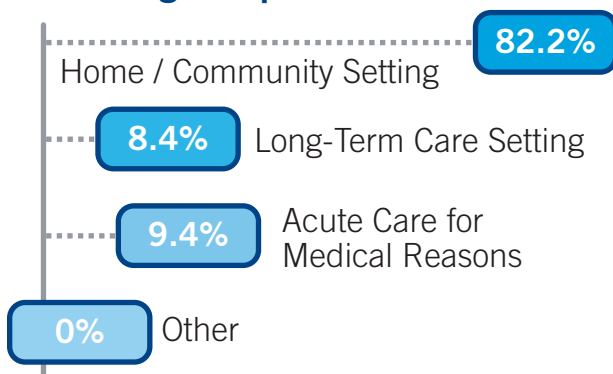 82.2%
Home / Community Setting
8.4% Long-Term Care Setting
9.4% Acute Care for
Medical Reasons
0% Other